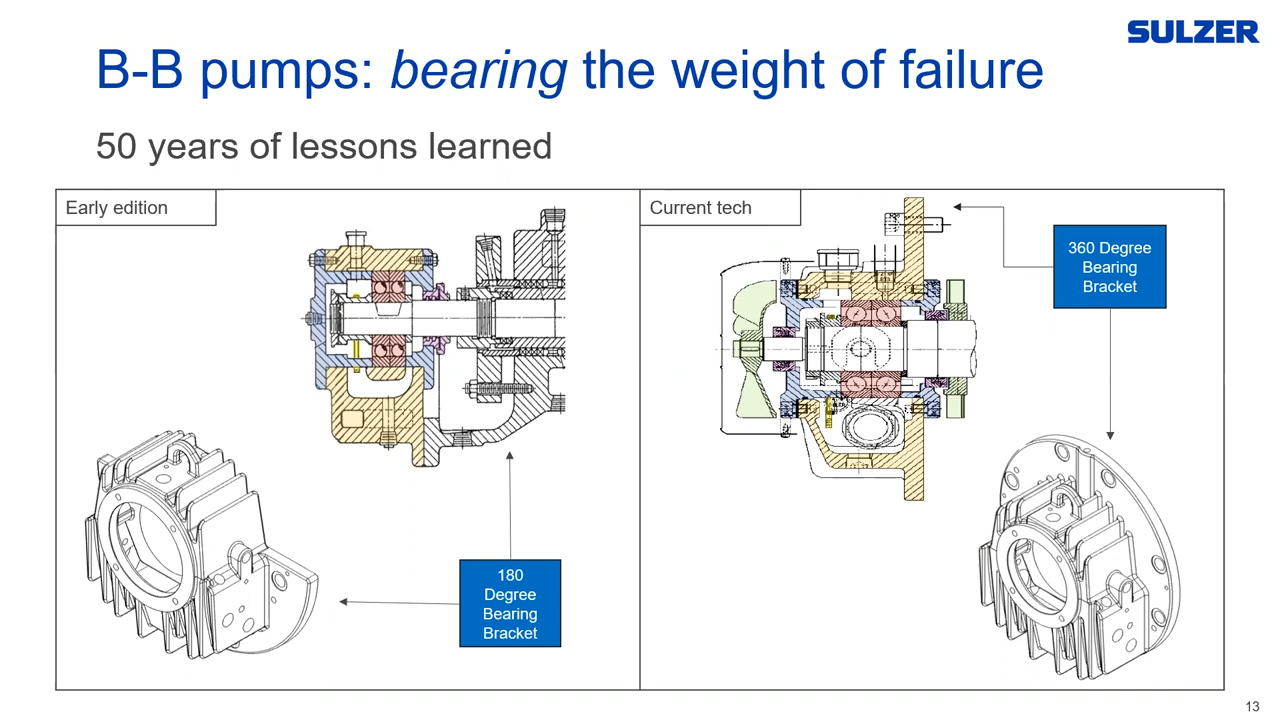 SULZER
B-B pumps: bearing the weight of failure
50 years of lessons learned
Early edition
180
Degree
Bearing
Bracket
Current tech
360 Degree
Bearing
Bracket
13